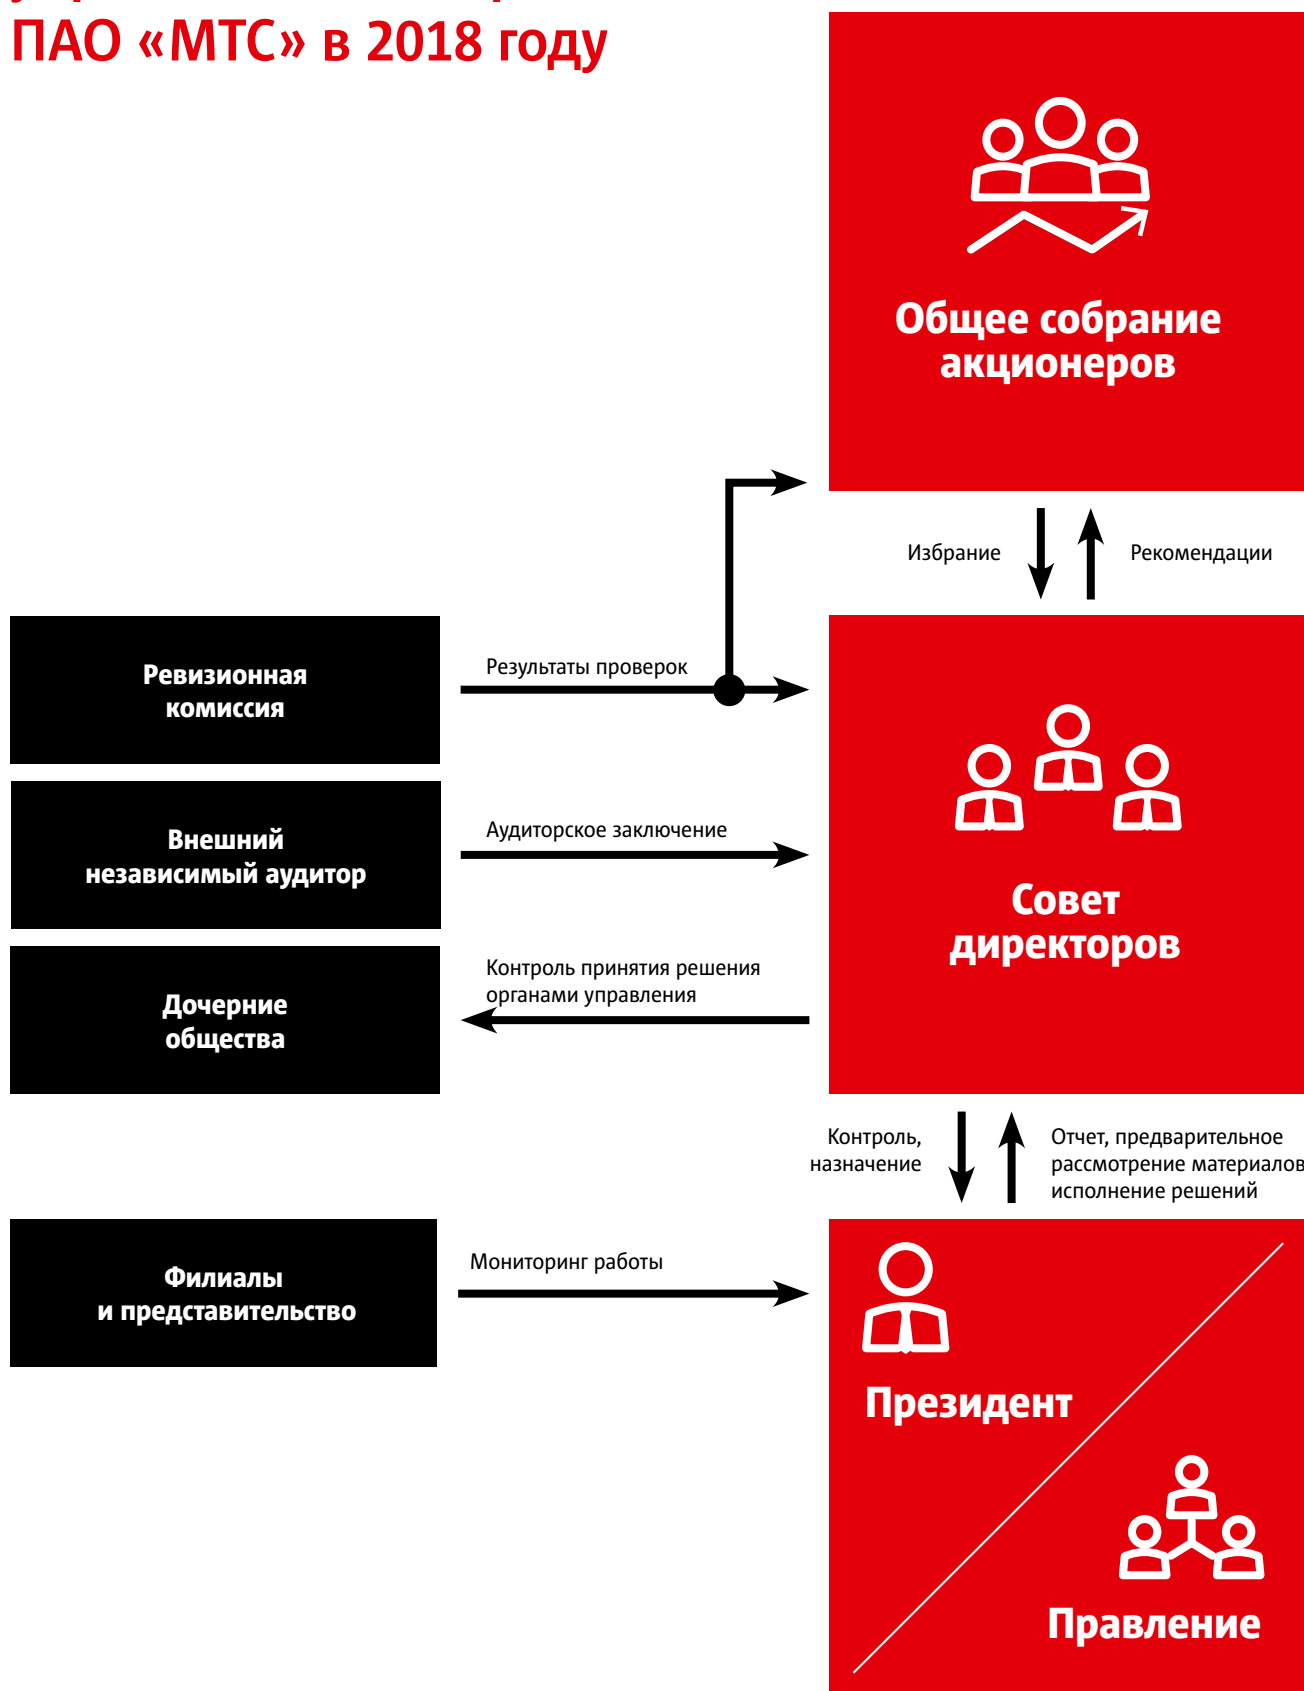 ПАО «МТС» в 2018 году
Общее собрание
акционеров
Избрание
Рекомендации
Ревизионная
комиссия
Результаты проверок
Внешний
независимый аудитор
Аудиторское заключение
Совет
директоров
Дочерние
общества
Контроль принятия решения
органами управления
Контроль,
назначение
Отчет, предварительное
рассмотрение материалов
исполнение решений
Филиалы
и представительство
Мониторинг работы
Президент
Правление